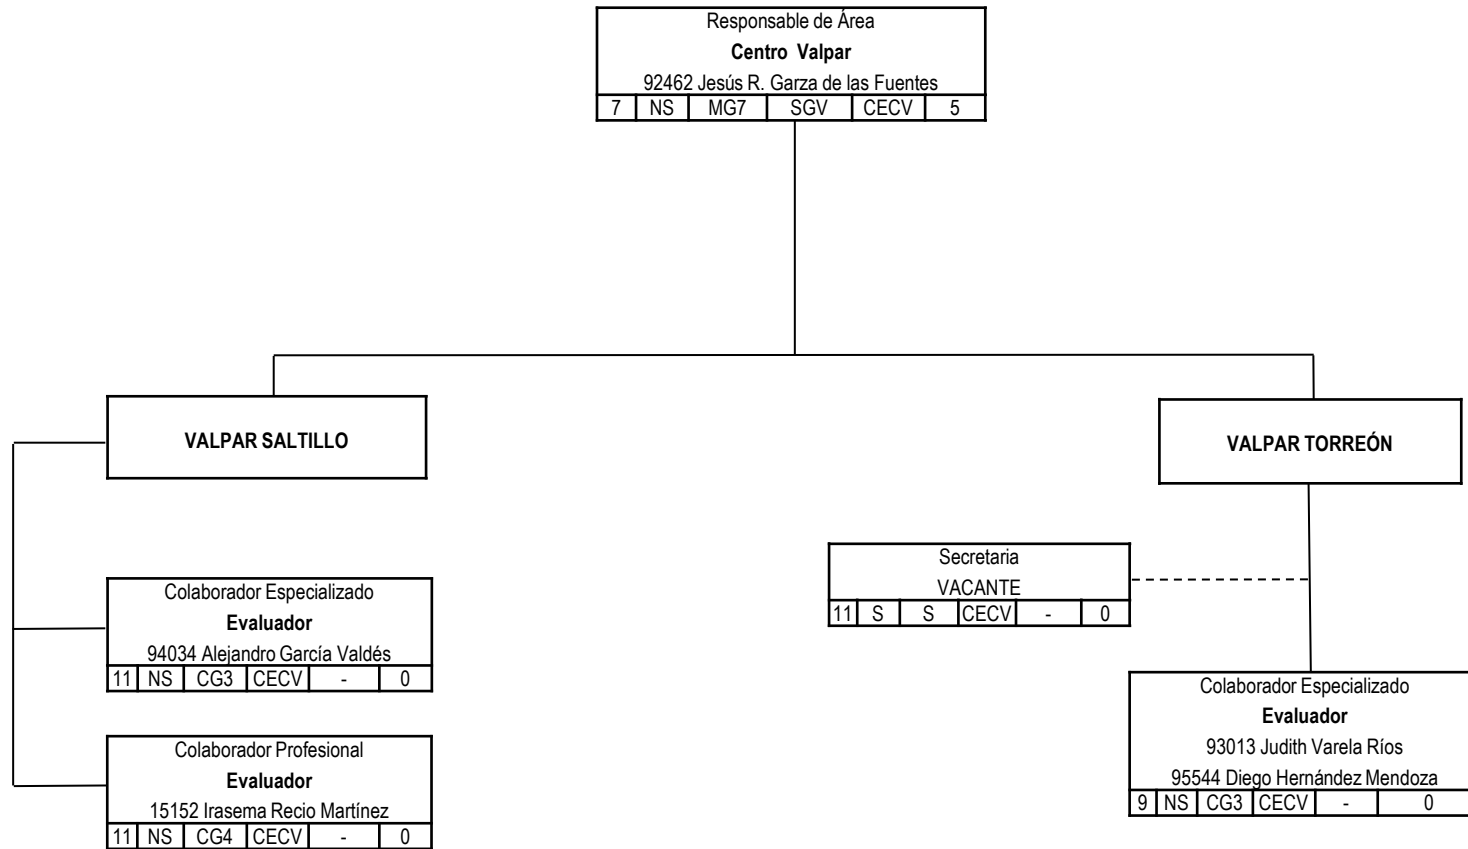 Responsable de Área
Centro Valpar
92462 Jesús R. Garza de las Fuentes
7 NS MG7 SGV CECV 5
VALPAR SALTILLO
VALPAR TORREÓN
Secretaria
VACANTE
11 S S CECV - 0
Colaborador Especializado
Evaluador
94034 Alejandro García Valdés
11 NS CG3 CECV - 0
Colaborador Especializado
Evaluador
93013 Judith Varela Ríos
95544 Diego Hernández Mendoza
9 NS CG3 CECV - 0
Colaborador Profesional
Evaluador
15152 Irasema Recio Martínez
11 NS CG4 CECV - 0